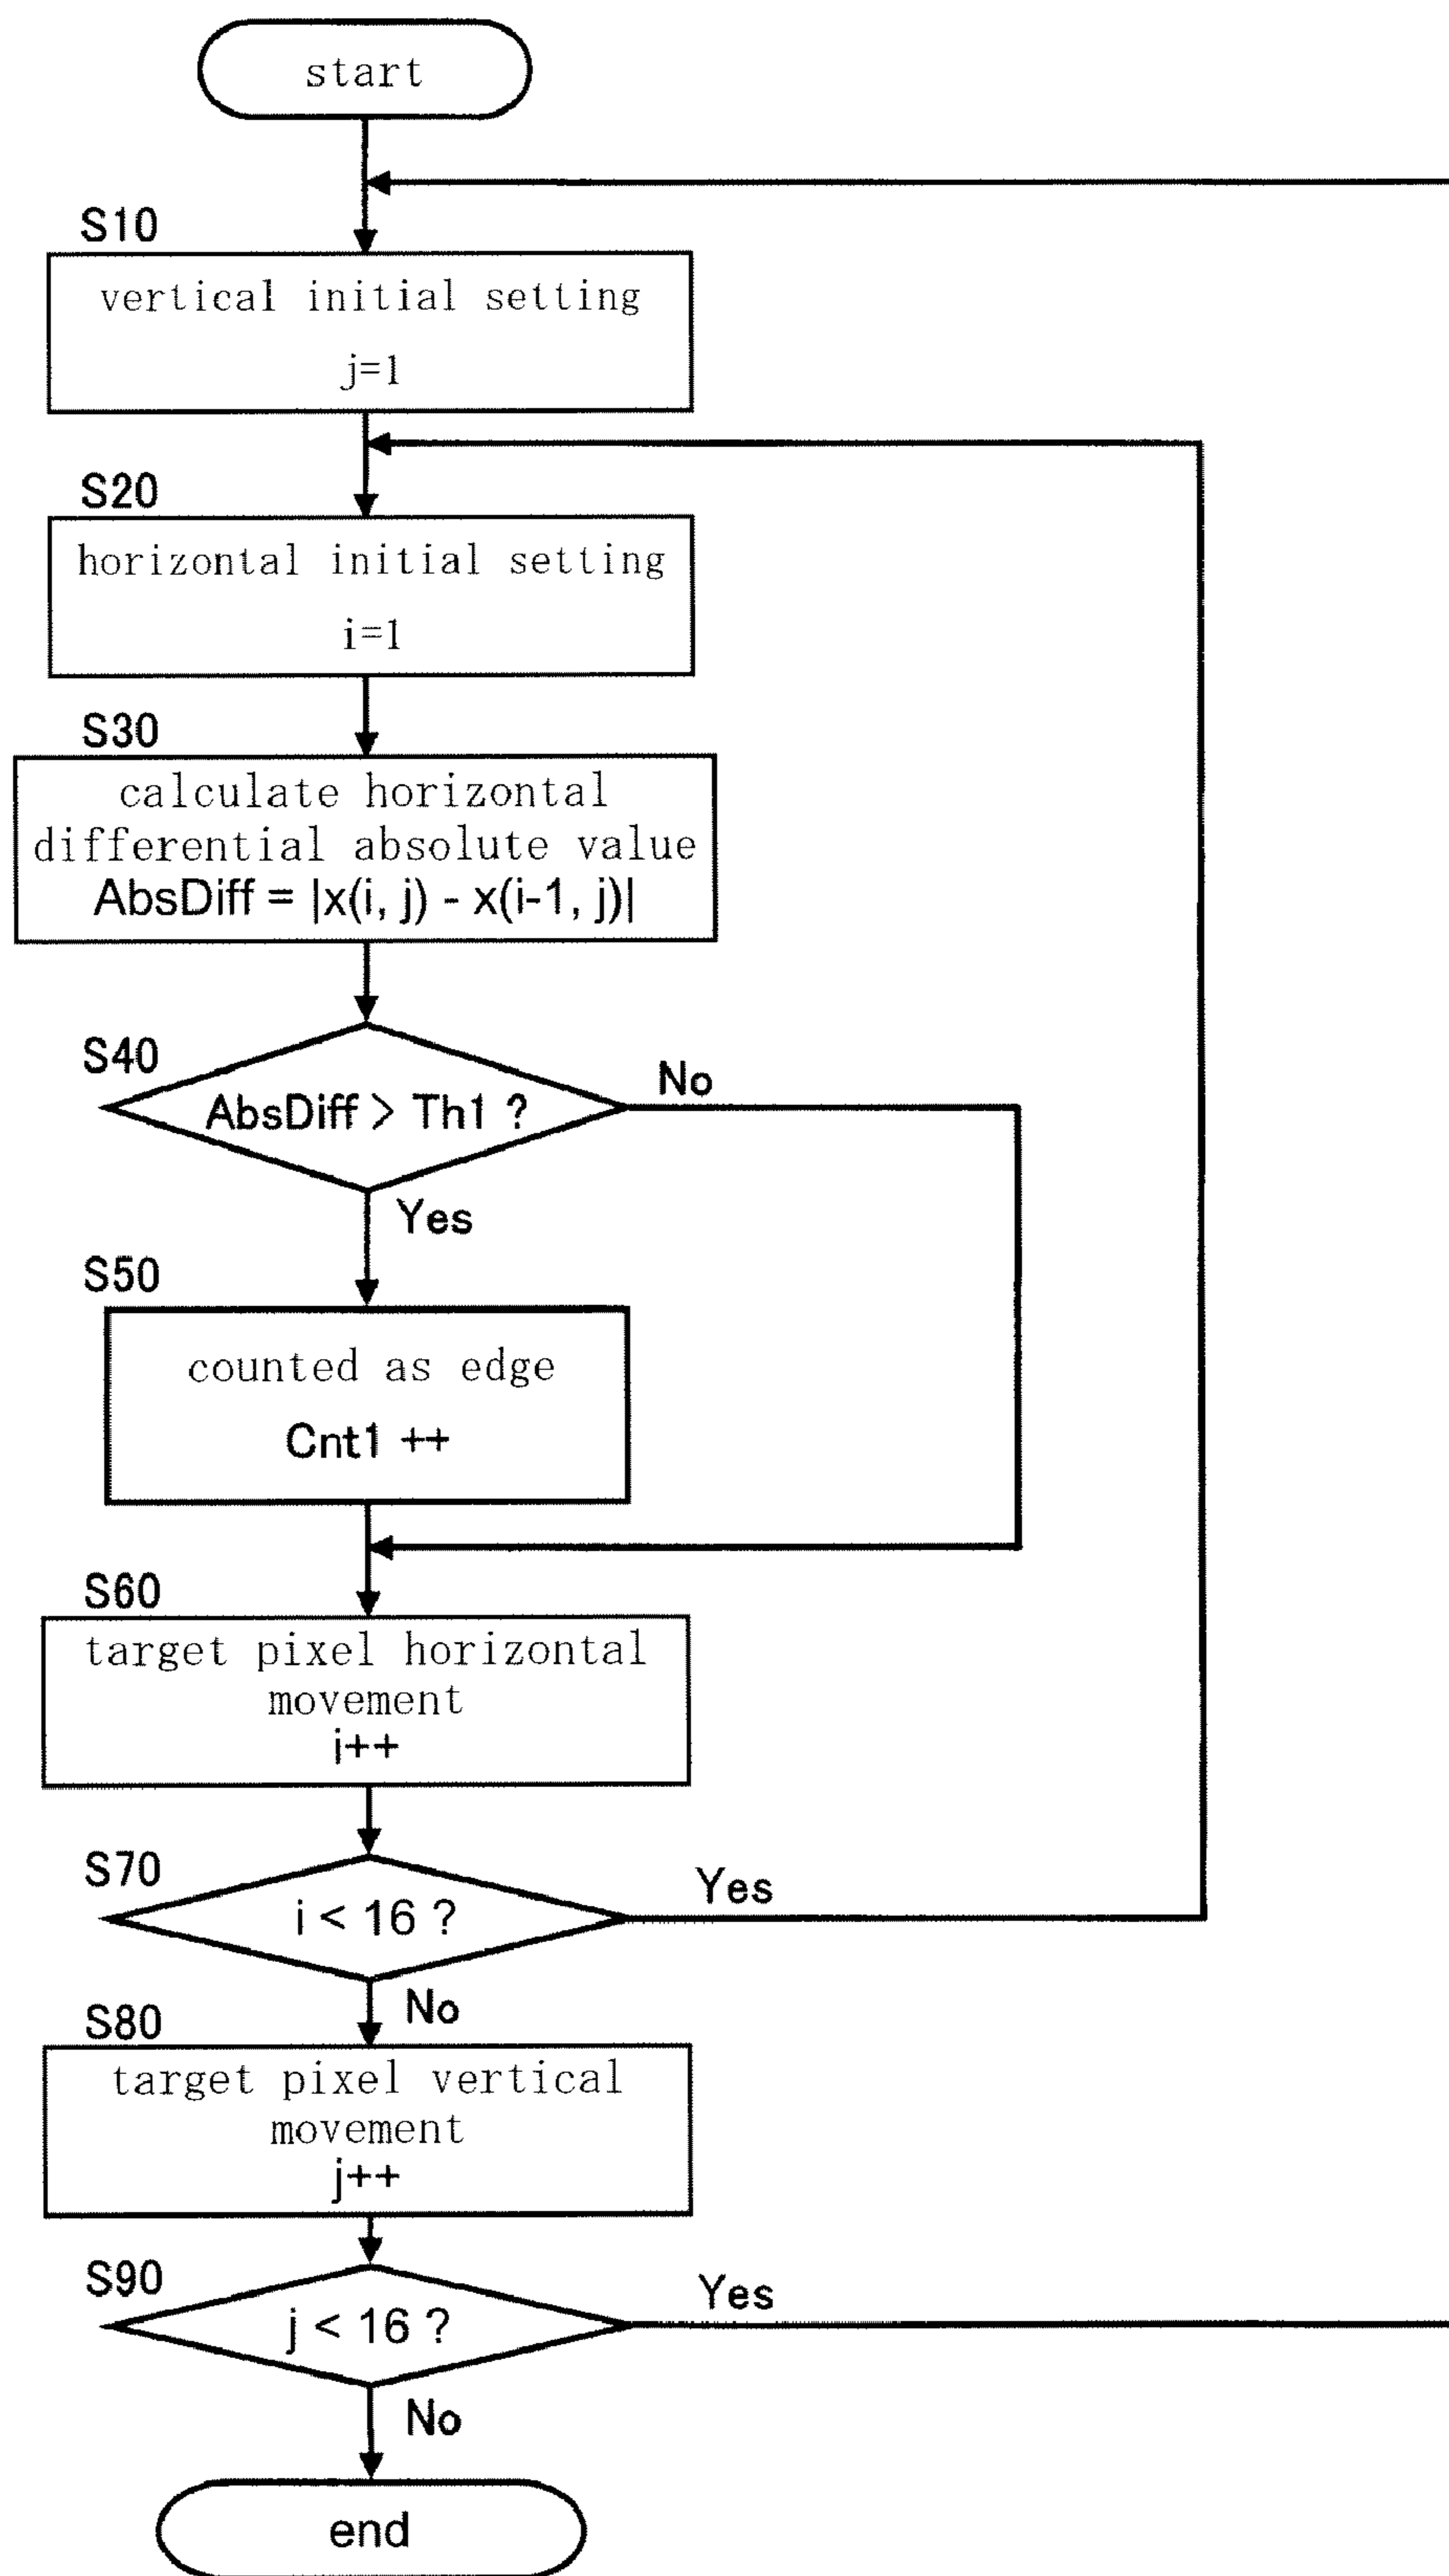 start
S10
vertical initial setting
j=1
S20
horizontal initial setting
i=1
S30
calculate horizontal
differential absolute value
AbsDiff = |x(i, j) - x(i-1, j)|
S40
AbsDiff > Th1 ?
No
Yes
S50
counted as edge
Cnt1 ++
S60
target pixel horizontal
movement
i++
S70
i < 16 ?
Yes
No
S80
target pixel vertical
movement
j++
S90
j < 16 ?
Yes
No
end